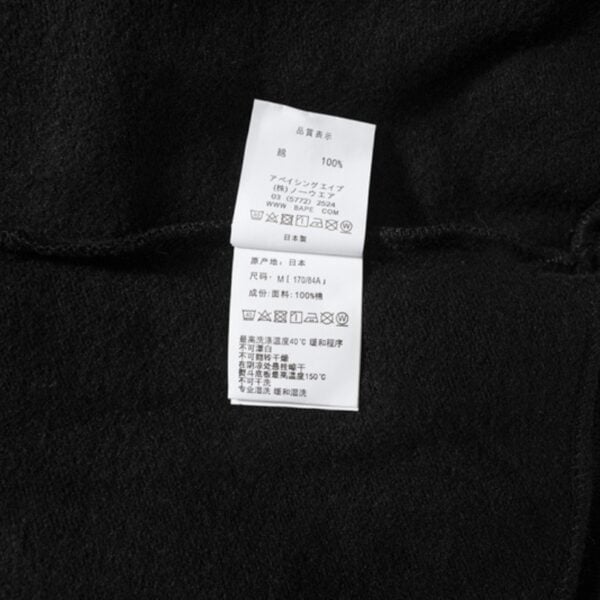 品質表示
綿 100%
アベイシングエイプ
(株)ノーウエア
03 (5772) 2524
WWW BAPE COM
日本製
原产地：日本
尺码： M [ 170/84A 」
成份：面料：100%棉
最高洗涤温度40℃ 缓和程序
不可漂白
不可翻转干燥
在阴凉处悬挂晾干
熨斗底板最高温度150℃
不可干洗
专业湿洗 缓和湿洗